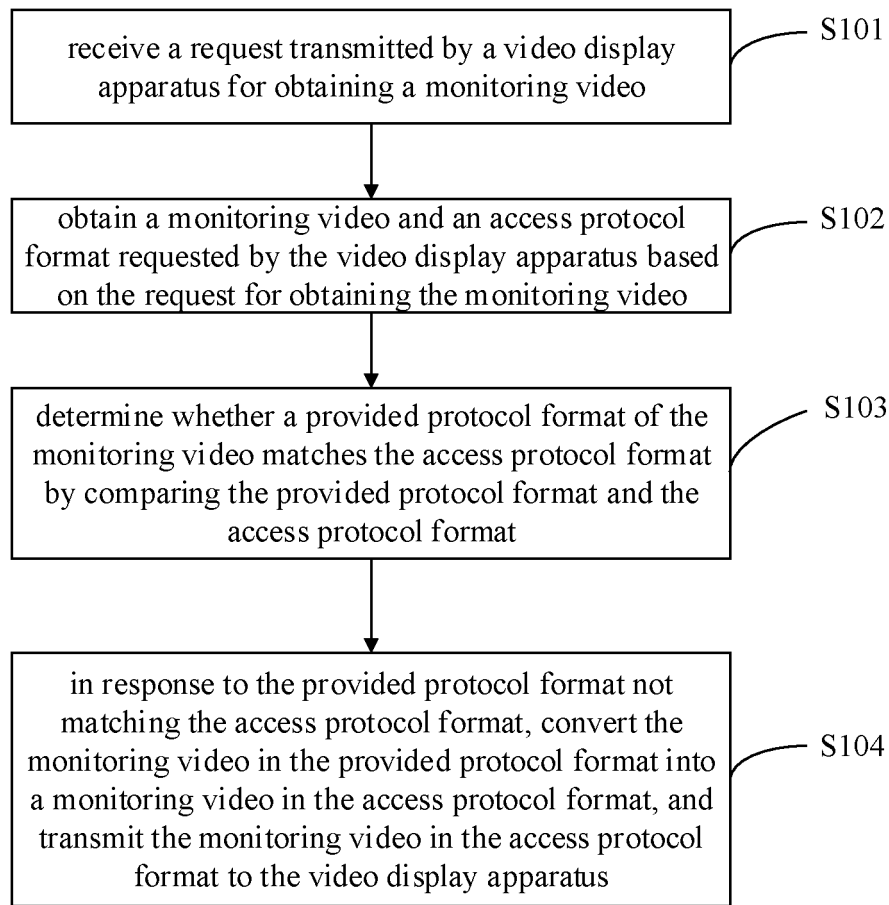 receive a request transmitted by a video display
apparatus for obtaining a monitoring video
S101
obtain a monitoring video and an access protocol
format requested by the video display apparatus based
on the request for obtaining the monitoring video
S102
determine whether a provided protocol format of the
monitoring video matches the access protocol format
by comparing the provided protocol format and the
access protocol format
S103
in response to the provided protocol format not
matching the access protocol format, convert the
monitoring video in the provided protocol format into
a monitoring video in the access protocol format, and
transmit the monitoring video in the access protocol
format to the video display apparatus
S104